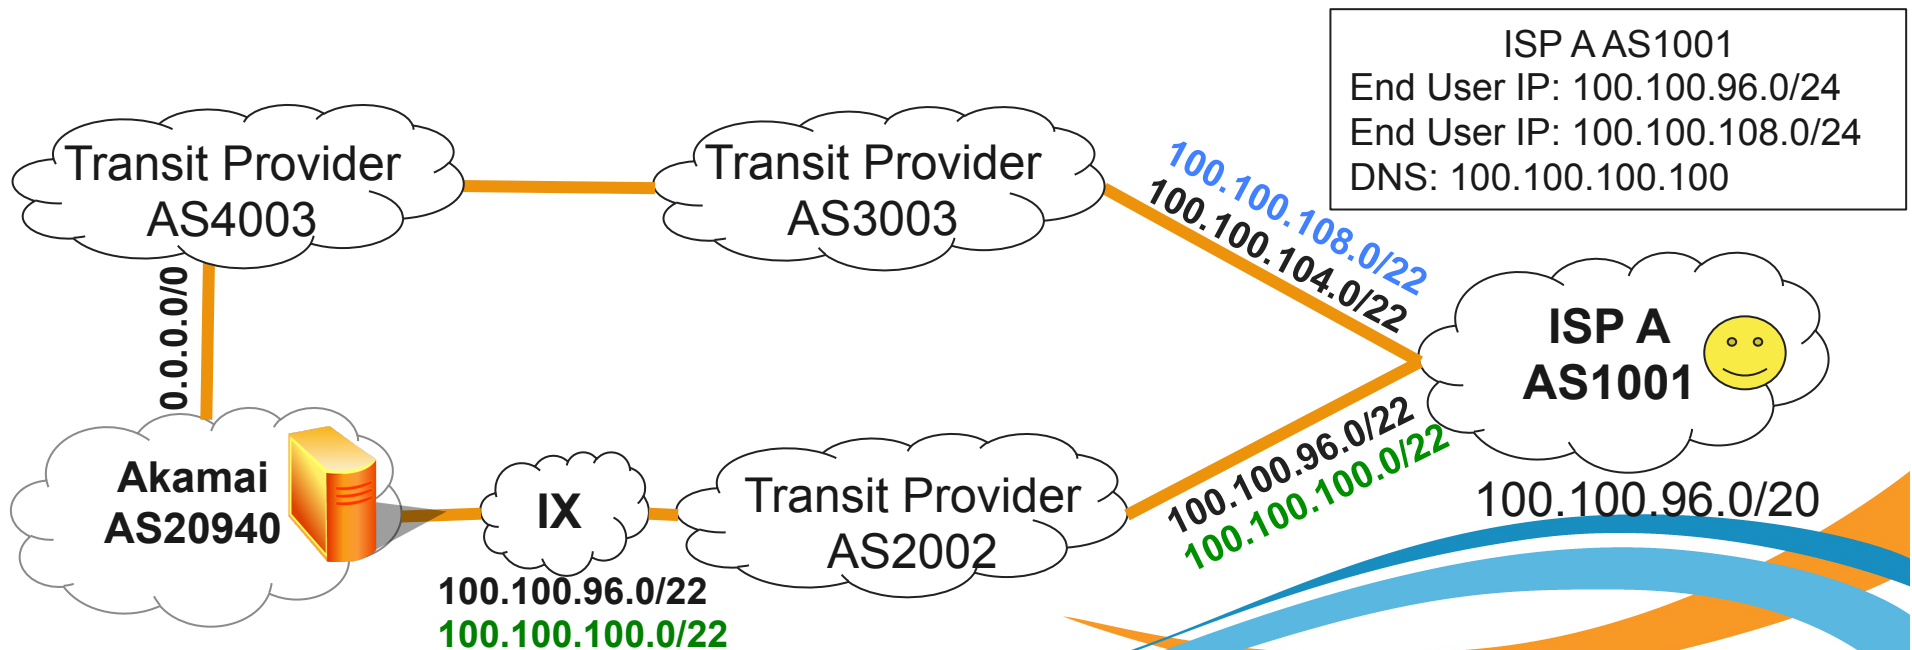 ISP A AS1001
End User IP: 100.100.96.0/24
End User IP: 100.100.108.0/24
DNS: 100.100.100.100
Transit Provider
AS4003
Transit Provider
AS3003
100.100.108.0/22
100.100.104.0/22
0.0.0.0/0
ISP A
AS1001
Akamai
AS20940
IX
Transit Provider
AS2002
100.100.96.0/22
100.100.100.0/22
100.100.96.0/20
100.100.96.0/22
100.100.100.0/22